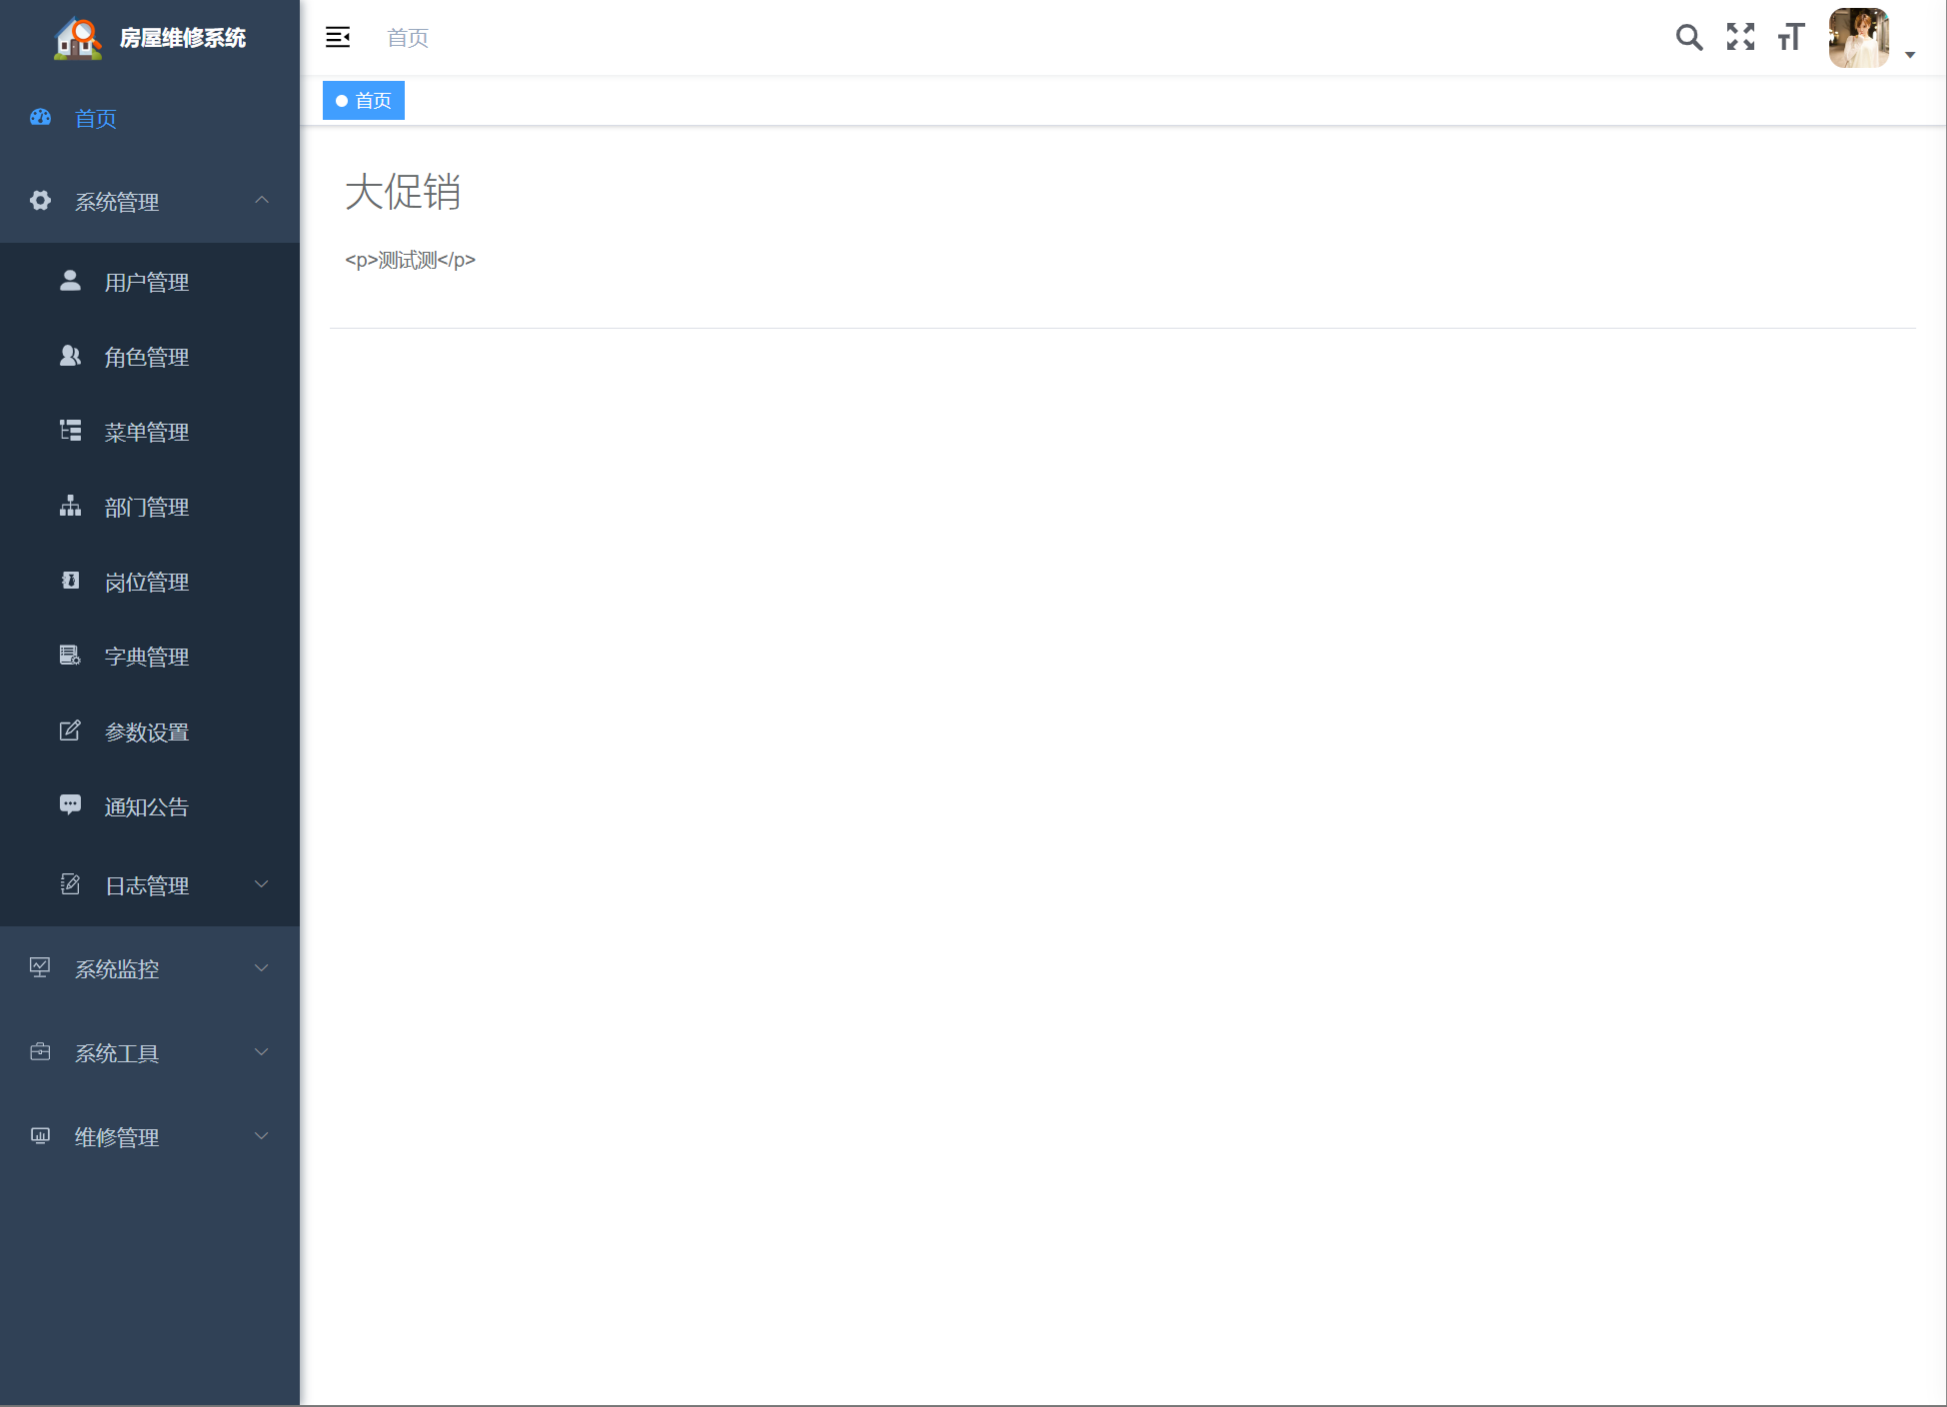 房屋维修系统
首页
首页
首页
系统管理
用户管理
角色管理
菜单管理
部门管理
岗位管理
字典管理
参数设置
通知公告
日志管理
系统监控
系统工具
维修管理
大促销
<p>测试测</p>